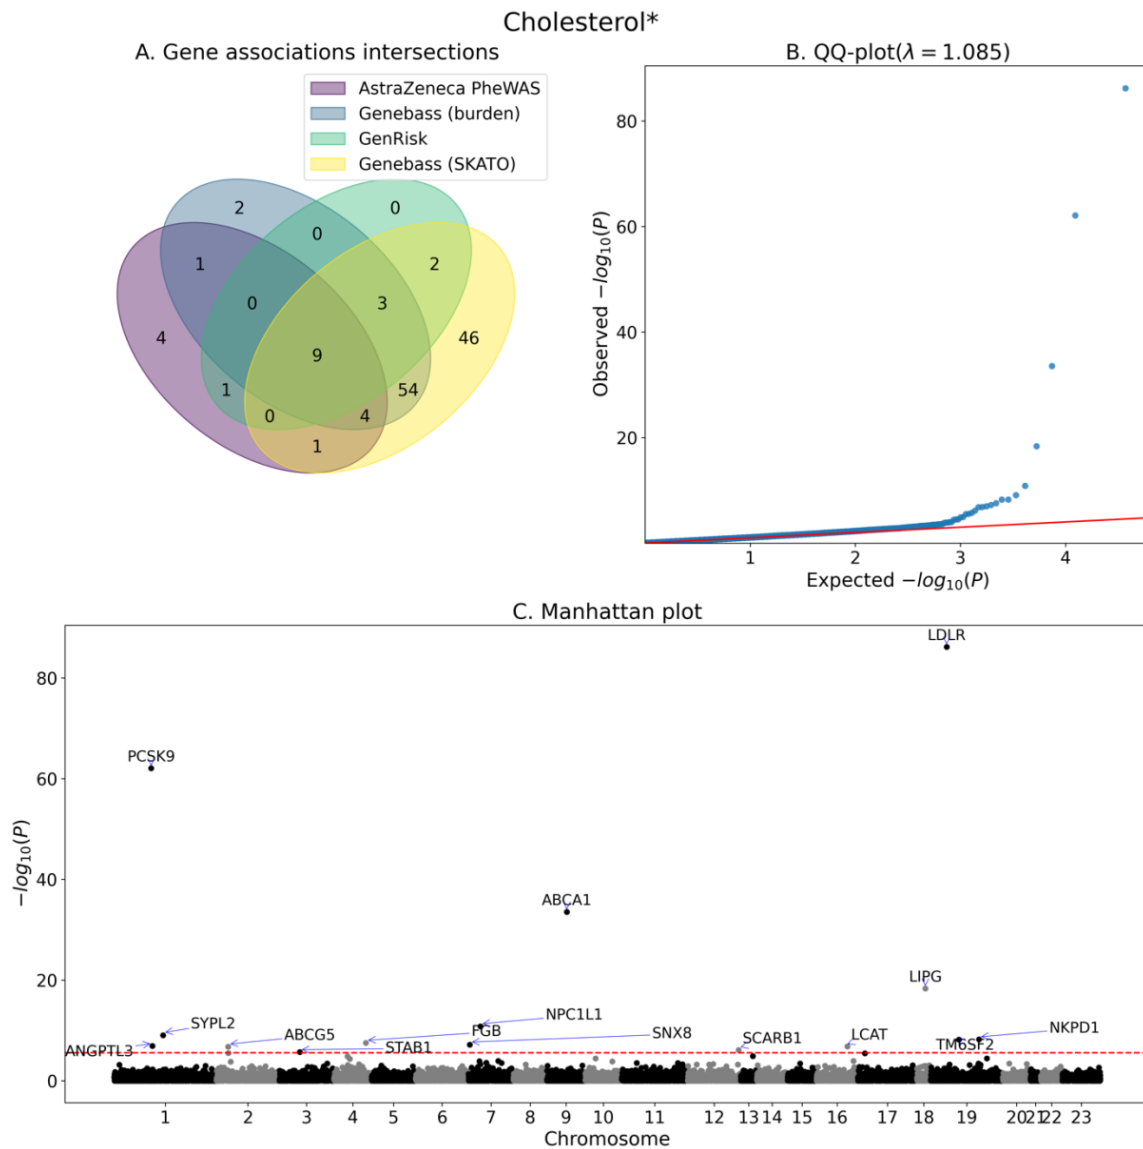 Cholesterol*
A. Gene associations intersections
AstraZeneca PheWAS
Genebass (burden)
GenRisk
Genebass (SKATO)
2
0
0
1
2
0
3
4
46
9
1
54
0
4
1
B. QQ-plot(λ = 1.085)
Observed −log10(P)
80
60
40
20
1
2
3
4
Expected −log10(P)
C. Manhattan plot
−log10(P)
80
60
40
20
0
LDLR
PCSK9
ABCA1
LIPG
SYPL2
ANGPTL3
ABCG5
STAB1
FGB
NPC1L1
SNX8
SCARB1
LCAT
TM6SF2
NKPD1
1 2 3 4 5 6 7 8 9 10 11 12 13 14 15 16 17 18 19 20 21 22 23
Chromosome